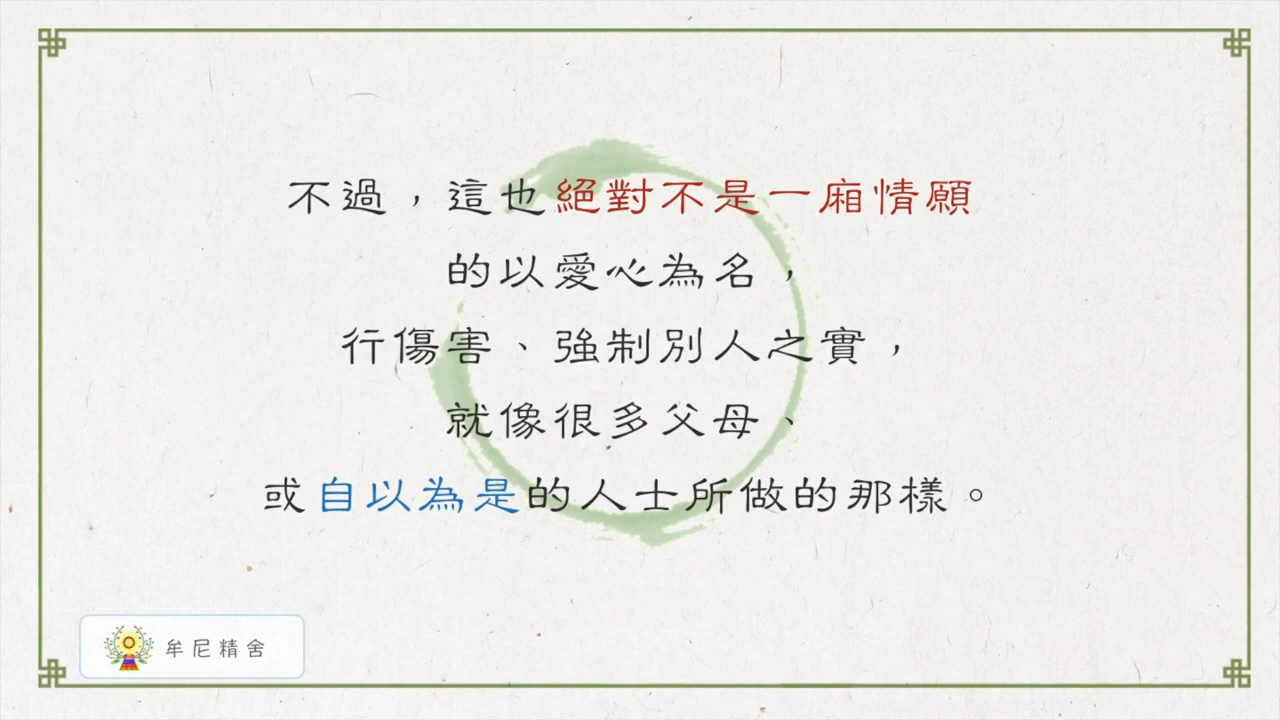 不過，這也絕對不是一廂情願
的以愛心為名，
行傷害、強制別人之實，
就像很多父母、
或自以為是的人士所做的那樣。
牟尼精舍